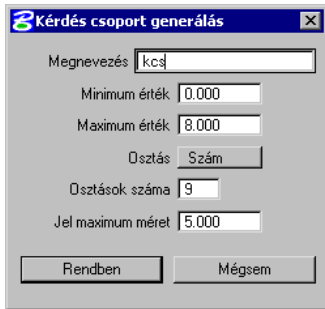 Kérdés csoport generálás
Megnevezés kcs
Minimum érték 0.000
Maximum érték 8.000
Osztás Szám
Osztások száma 9
Jel maximum méret 5.000
Rendben Mégsem